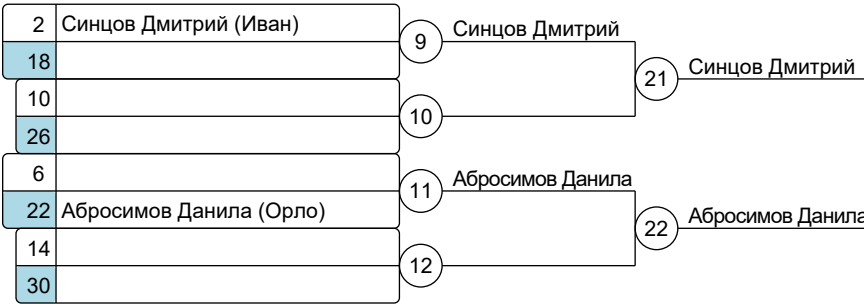 2 Синцов Дмитрий (Иван)
9 Синцов Дмитрий
18
21 Синцов Дмитрий
10
10
26
6
11 Абросимов Данила
22 Абросимов Данила (Орло)
22 Абросимов Данила
14
12
30